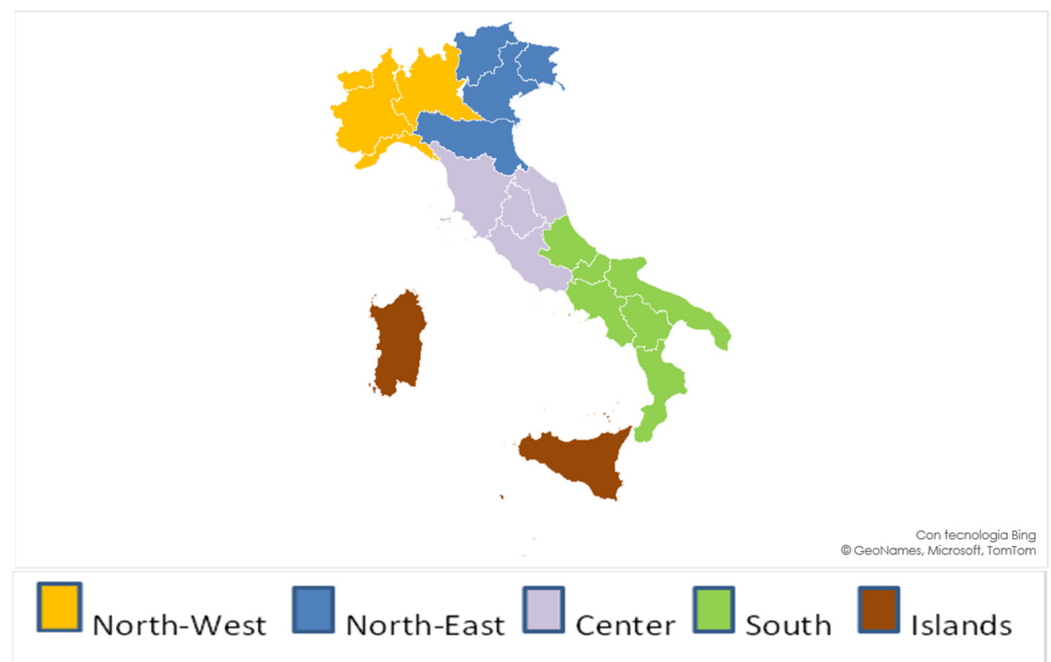 Con tecnologia Bing
© GeoNames, Microsoft, TomTom
North-West North-East Center South Islands